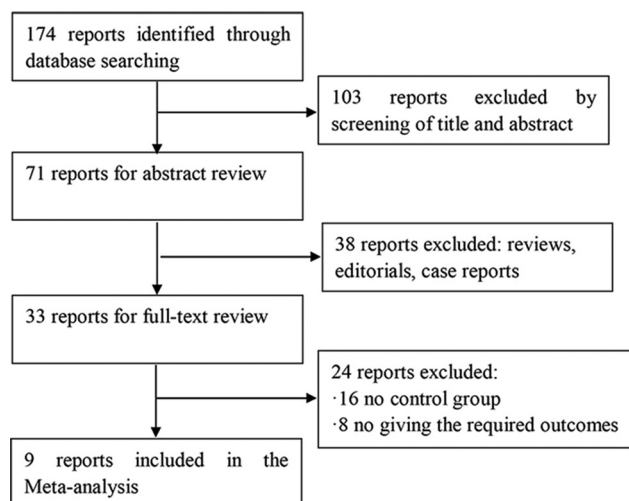 174 reports identified through
database searching
103 reports excluded by
screening of title and abstract
71 reports for abstract review
38 reports excluded: reviews,
editorials, case reports
33 reports for full-text review
24 reports excluded:
·16 no control group
·8 no giving the required outcomes
9 reports included in the
Meta-analysis